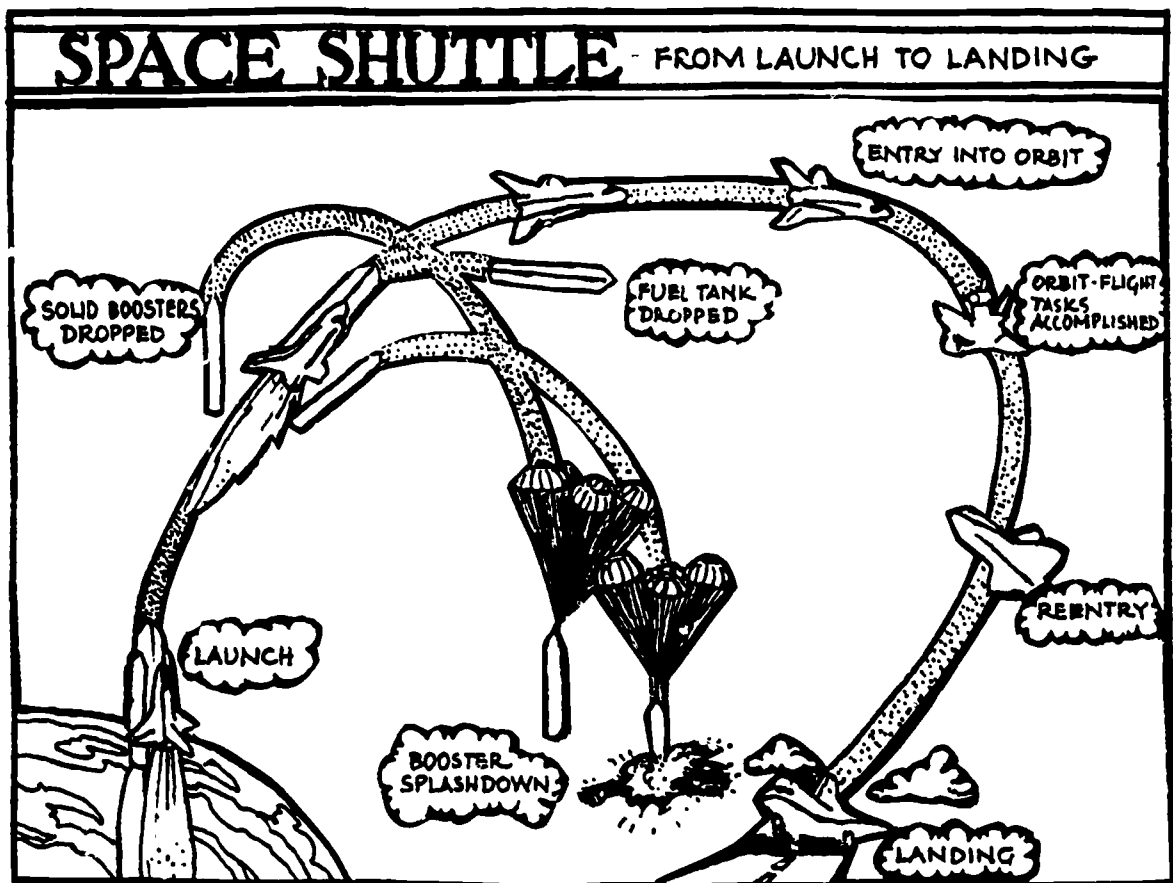 SPACE SHUTTLE - FROM LAUNCH TO LANDING
ENTRY INTO ORBIT
SOLID BOOSTERS
DROPPED
FUEL TANK
DROPPED
ORBIT-FLIGHT
TASKS
ACCOMPLISHED
REENTRY
LAUNCH
BOOSTER
SPLASHDOWN
LANDING